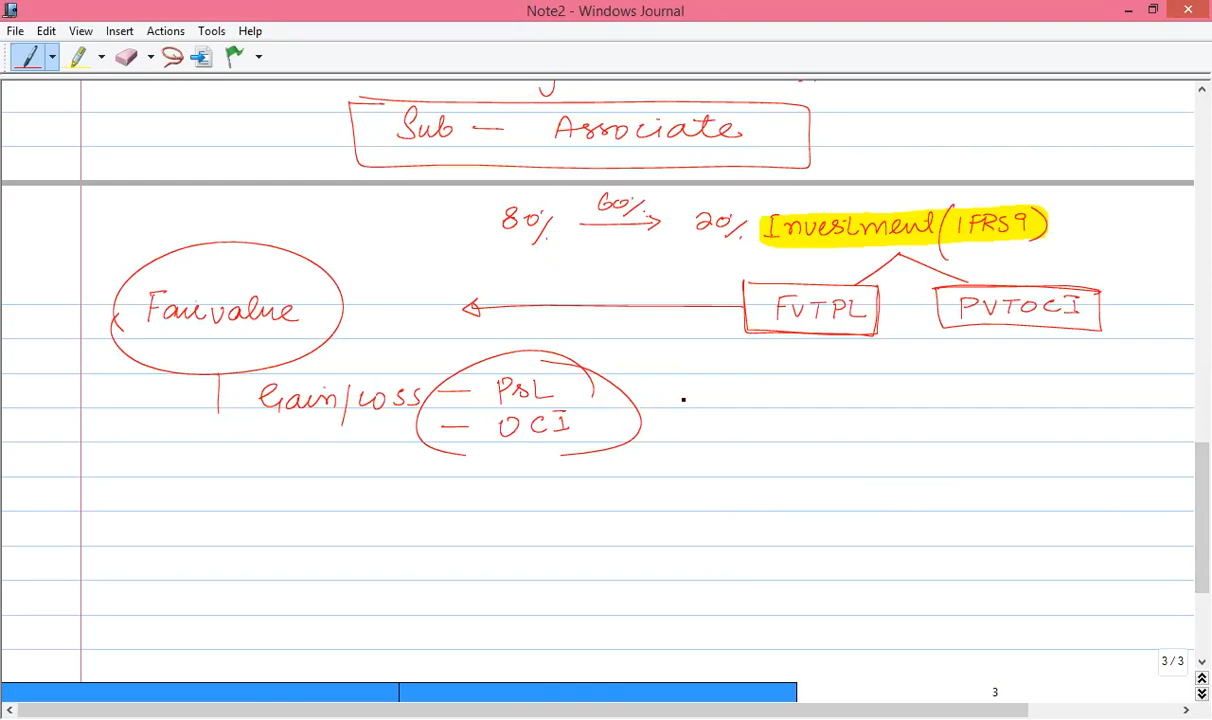 Note2 - Windows Journal
File Edit View Insert Actions Tools Help
Sub — Associate
80% 60% 20% Investment (IFRS9)
Fairvalue FVTPL PVTOCI
Gain/Loss — P&L
— OCI
3 / 3
3